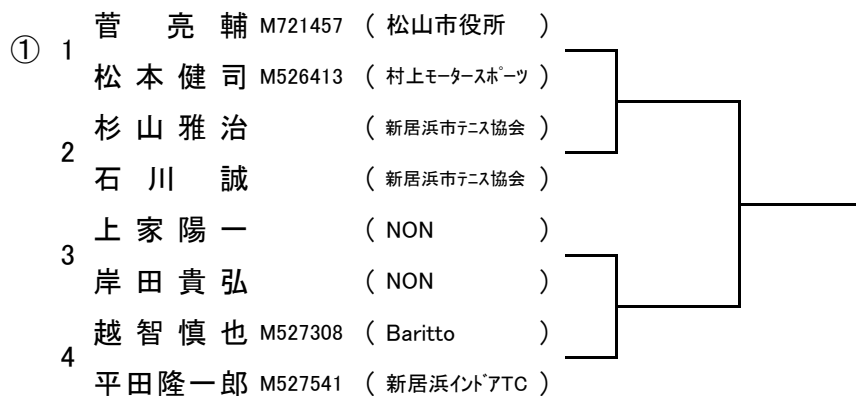 菅 亮 輔 M721457 ( 松山市役所 )
① 1
松 本 健 司 M526413 ( 村上ﾓｰﾀｰｽﾎﾟｰﾂ )
杉 山 雅 治 ( 新居浜市ﾃﾆｽ協会 )
2
石 川 誠 ( 新居浜市ﾃﾆｽ協会 )
上 家 陽 一 ( NON )
3
岸 田 貴 弘 ( NON )
越 智 慎 也 M527308 ( Baritto )
4
平田隆一郎 M527541 ( 新居浜ｲﾝﾄﾞｱTC )